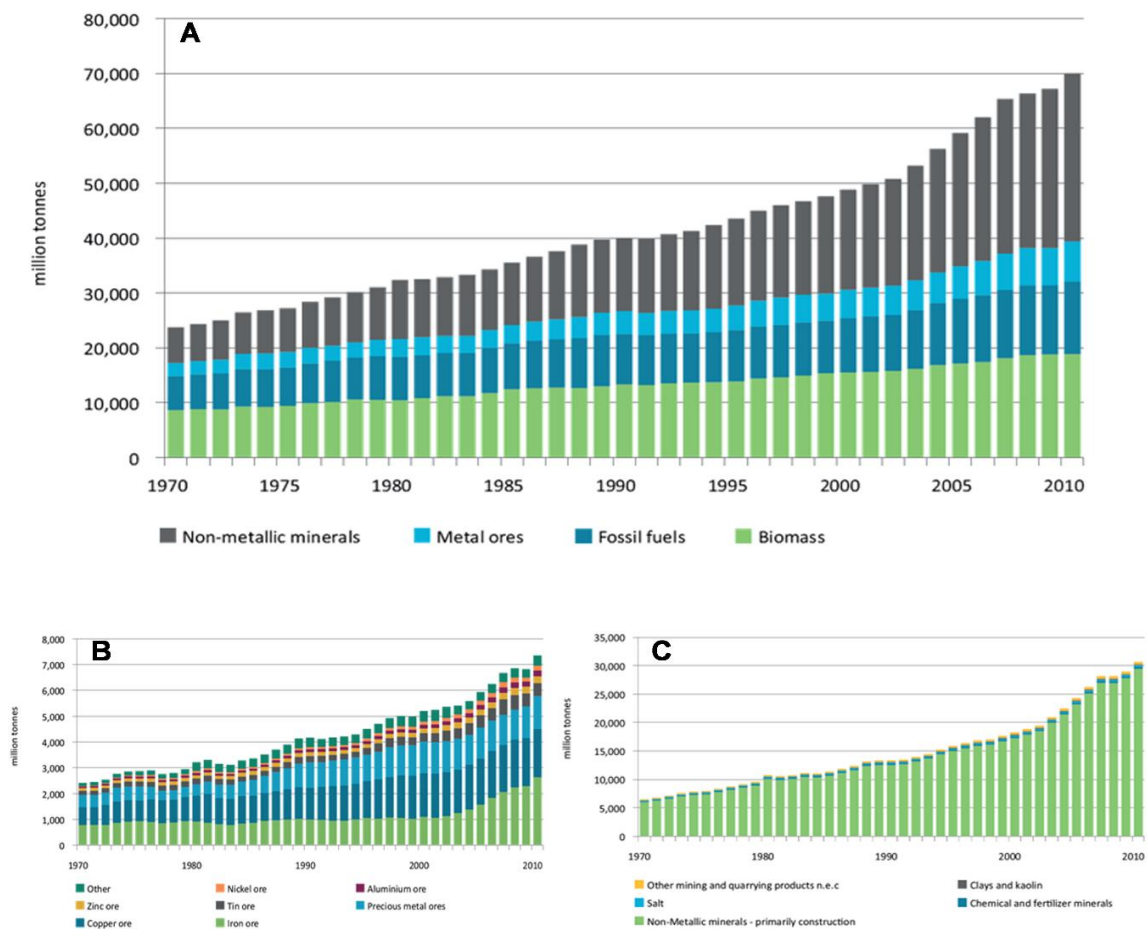 A
80,000
70,000
60,000
50,000
40,000
30,000
20,000
10,000
0
million tonnes
1970 1975 1980 1985 1990 1995 2000 2005 2010
Non-metallic minerals Metal ores Fossil fuels Biomass
B
8,000
7,000
6,000
5,000
4,000
3,000
2,000
1,000
0
million tonnes
1970 1980 1990 2000 2010
Other Nickel ore Aluminium ore
Zinc ore Tin ore Precious metal ores
Copper ore Iron ore
C
35,000
30,000
25,000
20,000
15,000
10,000
5,000
0
million tonnes
1970 1980 1990 2000 2010
Other mining and quarrying products n.e.c Clays and kaolin
Salt Chemical and fertilizer minerals
Non-Metallic minerals - primarily construction